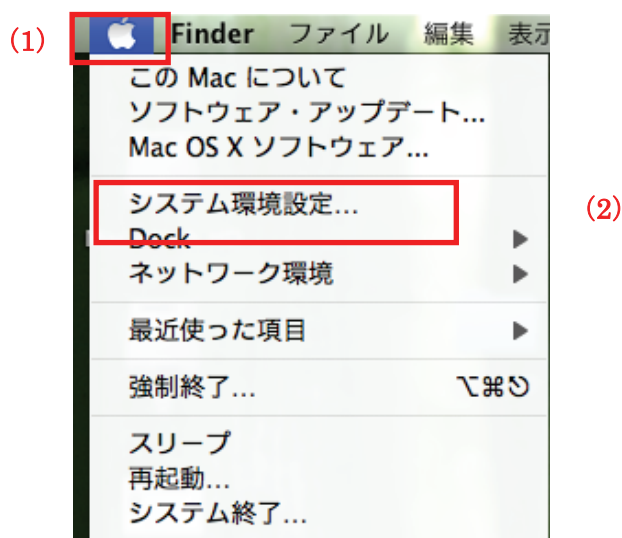 (1)
Finder ファイル 編集 表示
この Mac について
ソフトウェア・アップデート...
Mac OS X ソフトウェア...
システム環境設定...
(2)
Dock
ネットワーク環境
最近使った項目
強制終了... ⌥⌘⎋
スリープ
再起動...
システム終了...